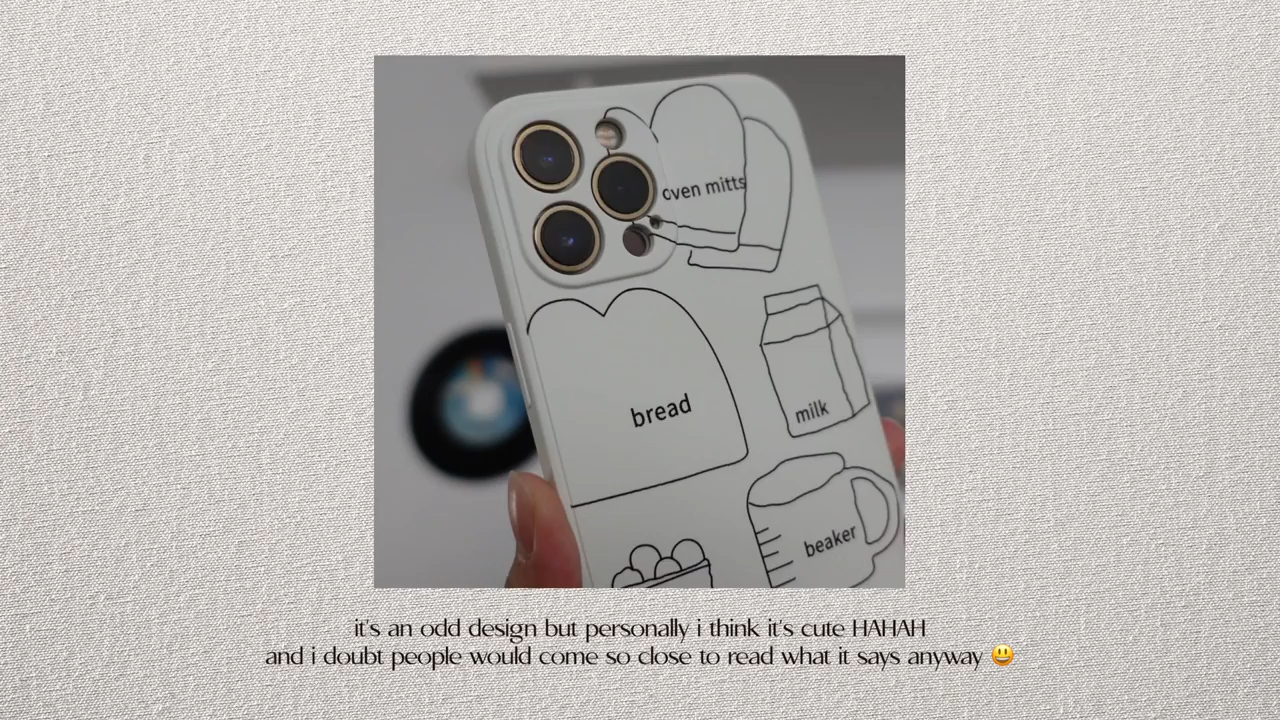 oven mitts
bread
milk
beaker
it's an odd design but personally i think it's cute HAHAH
and i doubt people would come so close to read what it says anyway 😃